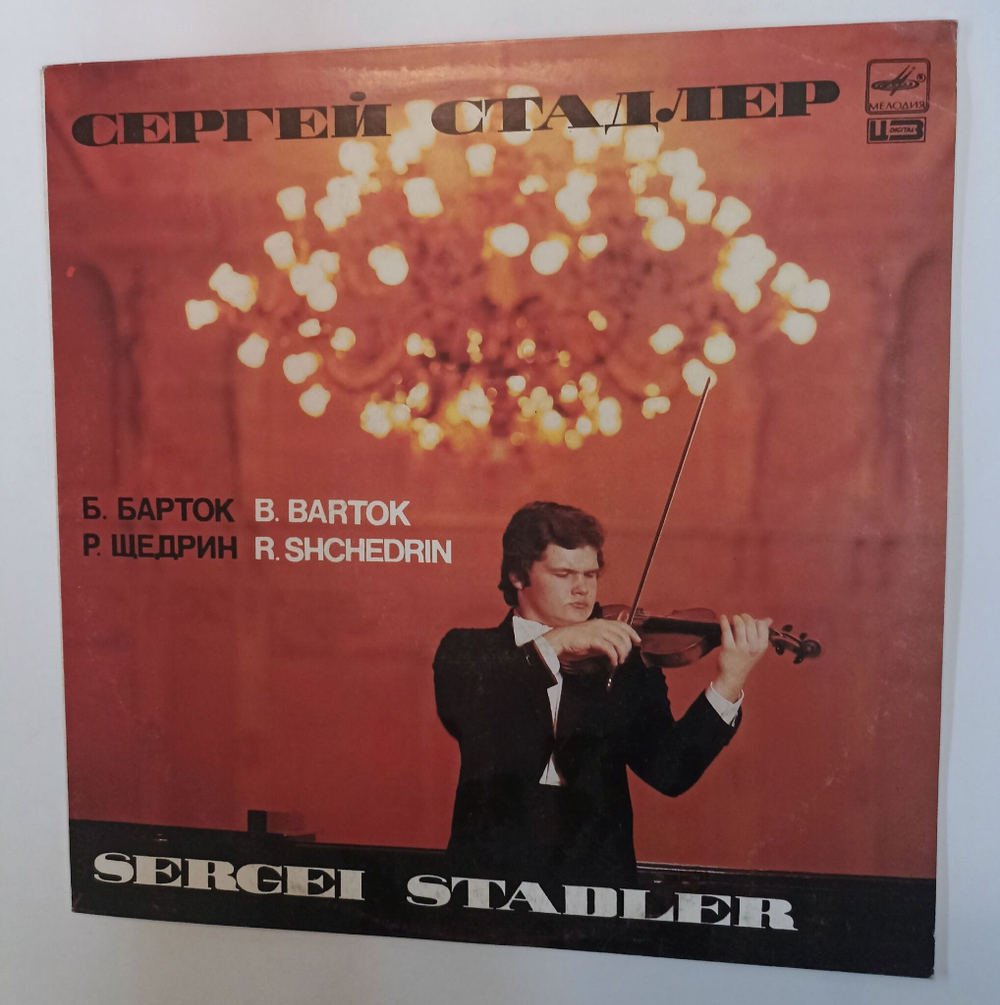 СЕРГЕЙ СТАДЛЕР
МЕЛОДИЯ
DIGITAL
Б. БАРТОК B. BARTOK
Р. ЩЕДРИН R. SHCHEDRIN
SERGEI STADLER